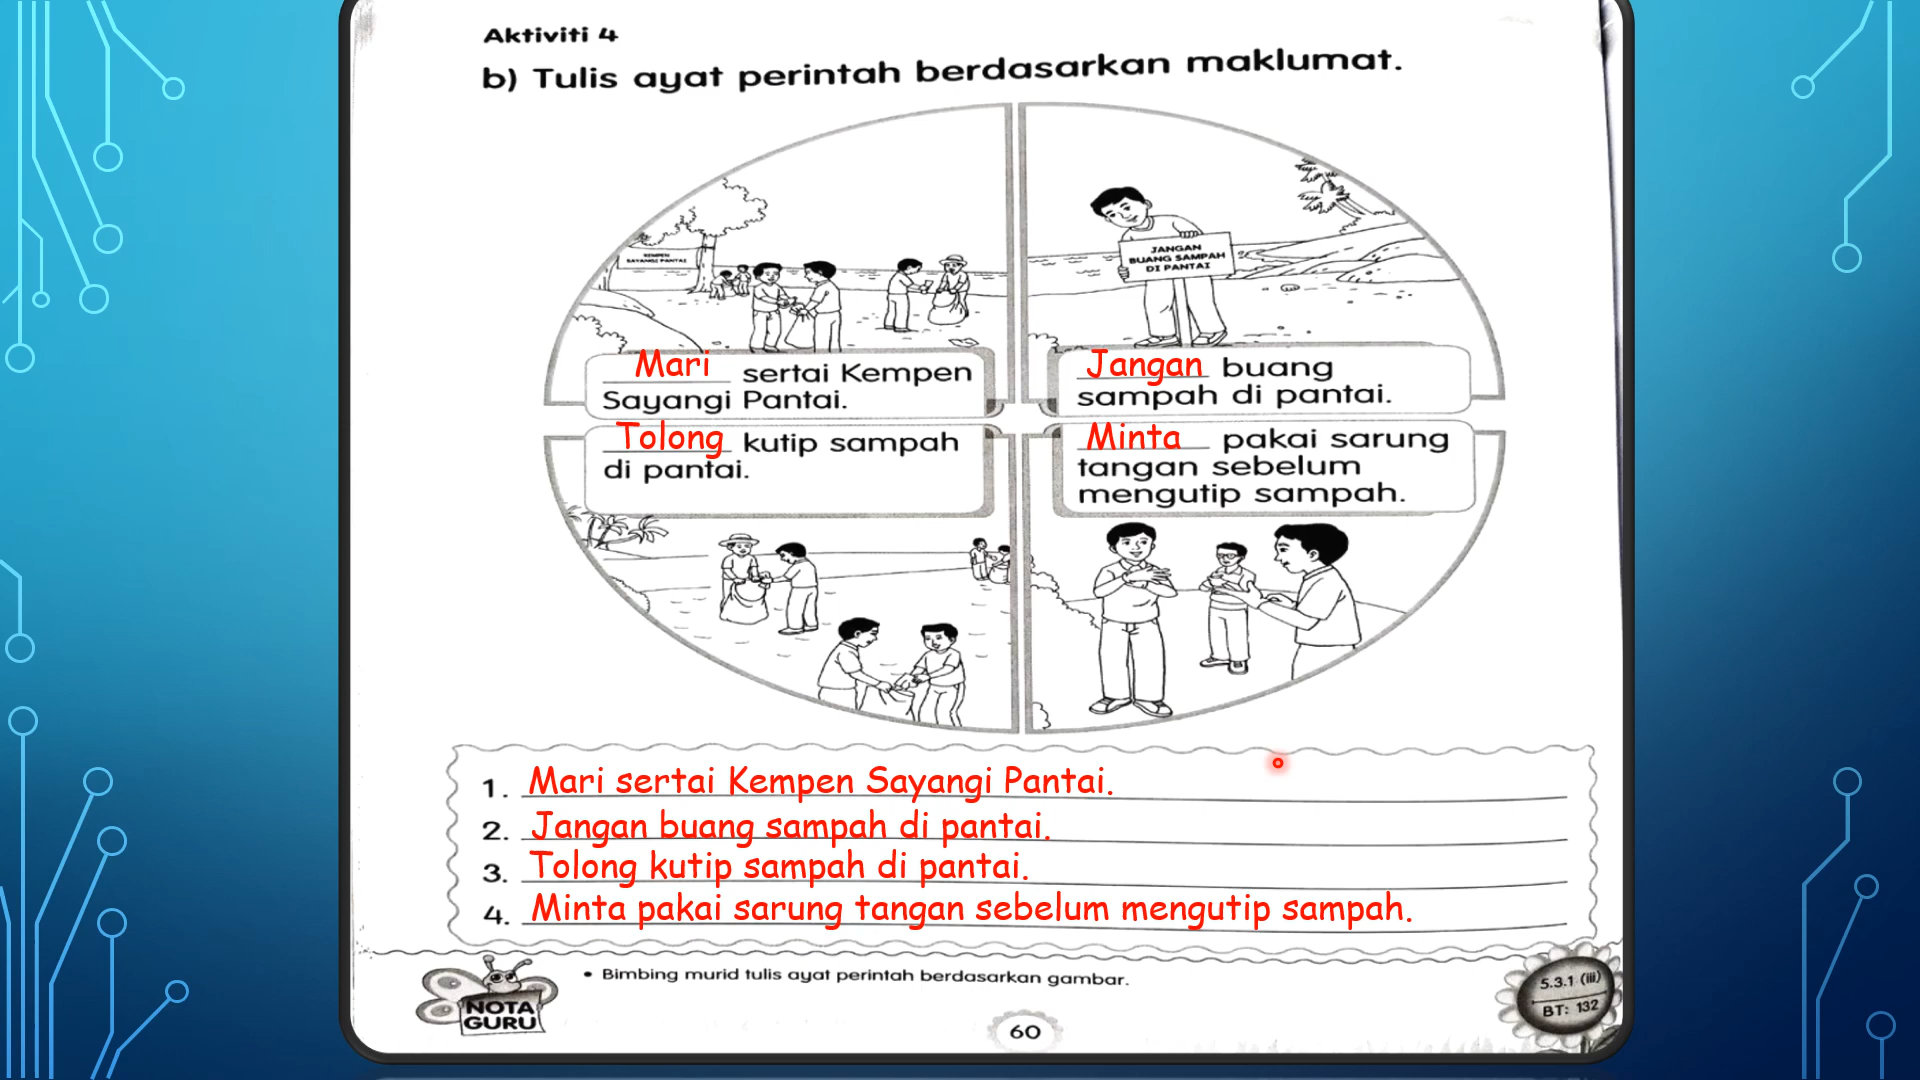 Aktiviti 4
b) Tulis ayat perintah berdasarkan maklumat.
KEMPEN
SAYANGI PANTAI
JANGAN
BUANG SAMPAH
DI PANTAI
Mari sertai Kempen
Sayangi Pantai.
Jangan buang
sampah di pantai.
Tolong kutip sampah
di pantai.
Minta pakai sarung
tangan sebelum
mengutip sampah.
1. Mari sertai Kempen Sayangi Pantai.
2. Jangan buang sampah di pantai.
3. Tolong kutip sampah di pantai.
4. Minta pakai sarung tangan sebelum mengutip sampah.
NOTA
GURU
• Bimbing murid tulis ayat perintah berdasarkan gambar.
5.3.1 (iii)
BT: 132
60